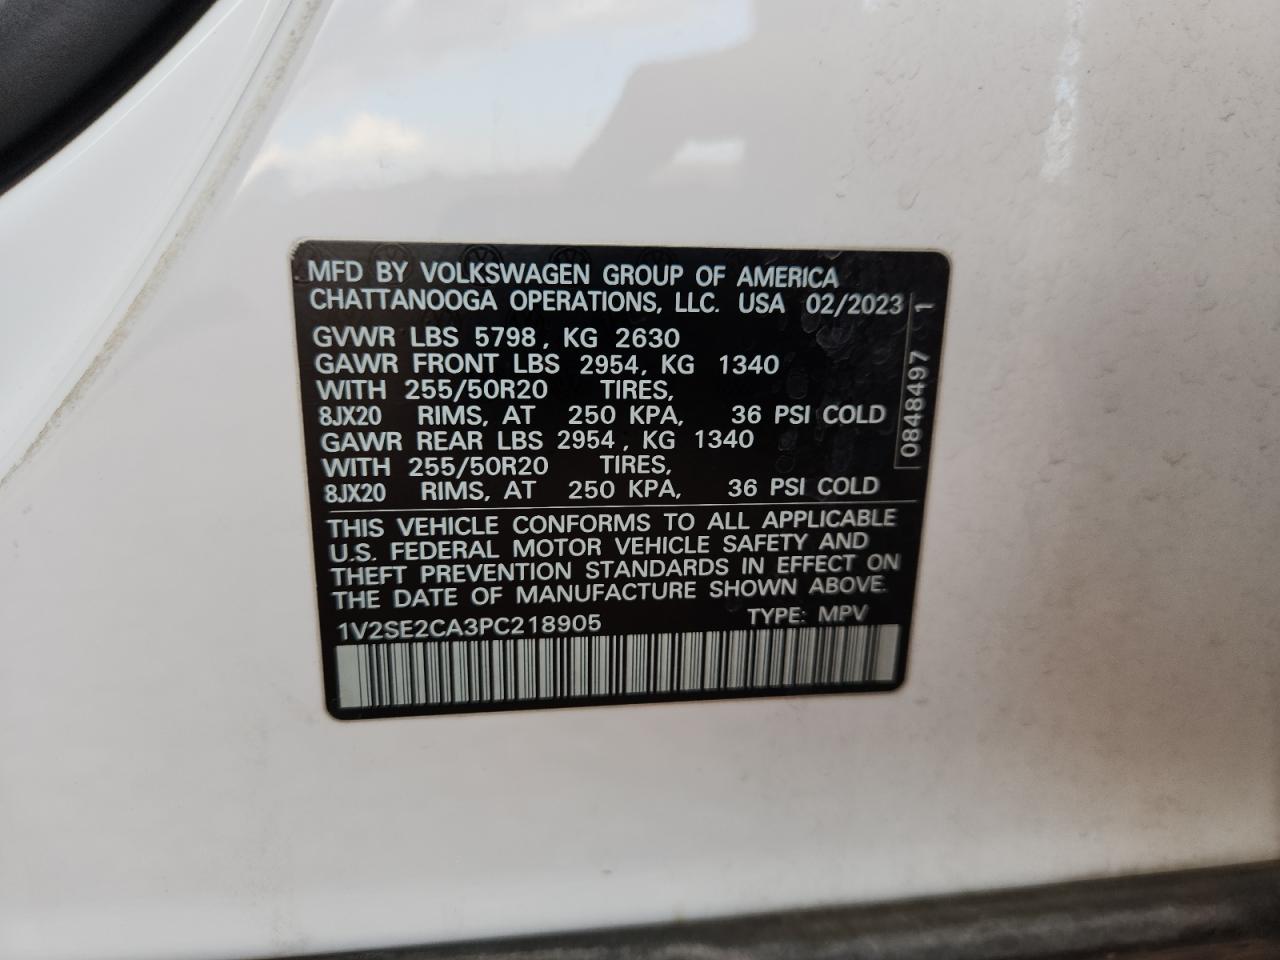 MFD BY VOLKSWAGEN GROUP OF AMERICA
CHATTANOOGA OPERATIONS, LLC. USA 02/2023
GVWR LBS 5798, KG 2630
GAWR FRONT LBS 2954, KG 1340
WITH 255/50R20 TIRES,
8JX20 RIMS, AT 250 KPA, 36 PSI COLD
GAWR REAR LBS 2954, KG 1340
WITH 255/50R20 TIRES,
8JX20 RIMS, AT 250 KPA, 36 PSI COLD
THIS VEHICLE CONFORMS TO ALL APPLICABLE
U.S. FEDERAL MOTOR VEHICLE SAFETY AND
THEFT PREVENTION STANDARDS IN EFFECT ON
THE DATE OF MANUFACTURE SHOWN ABOVE.
1V2SE2CA3PC218905 TYPE: MPV
0848497 1